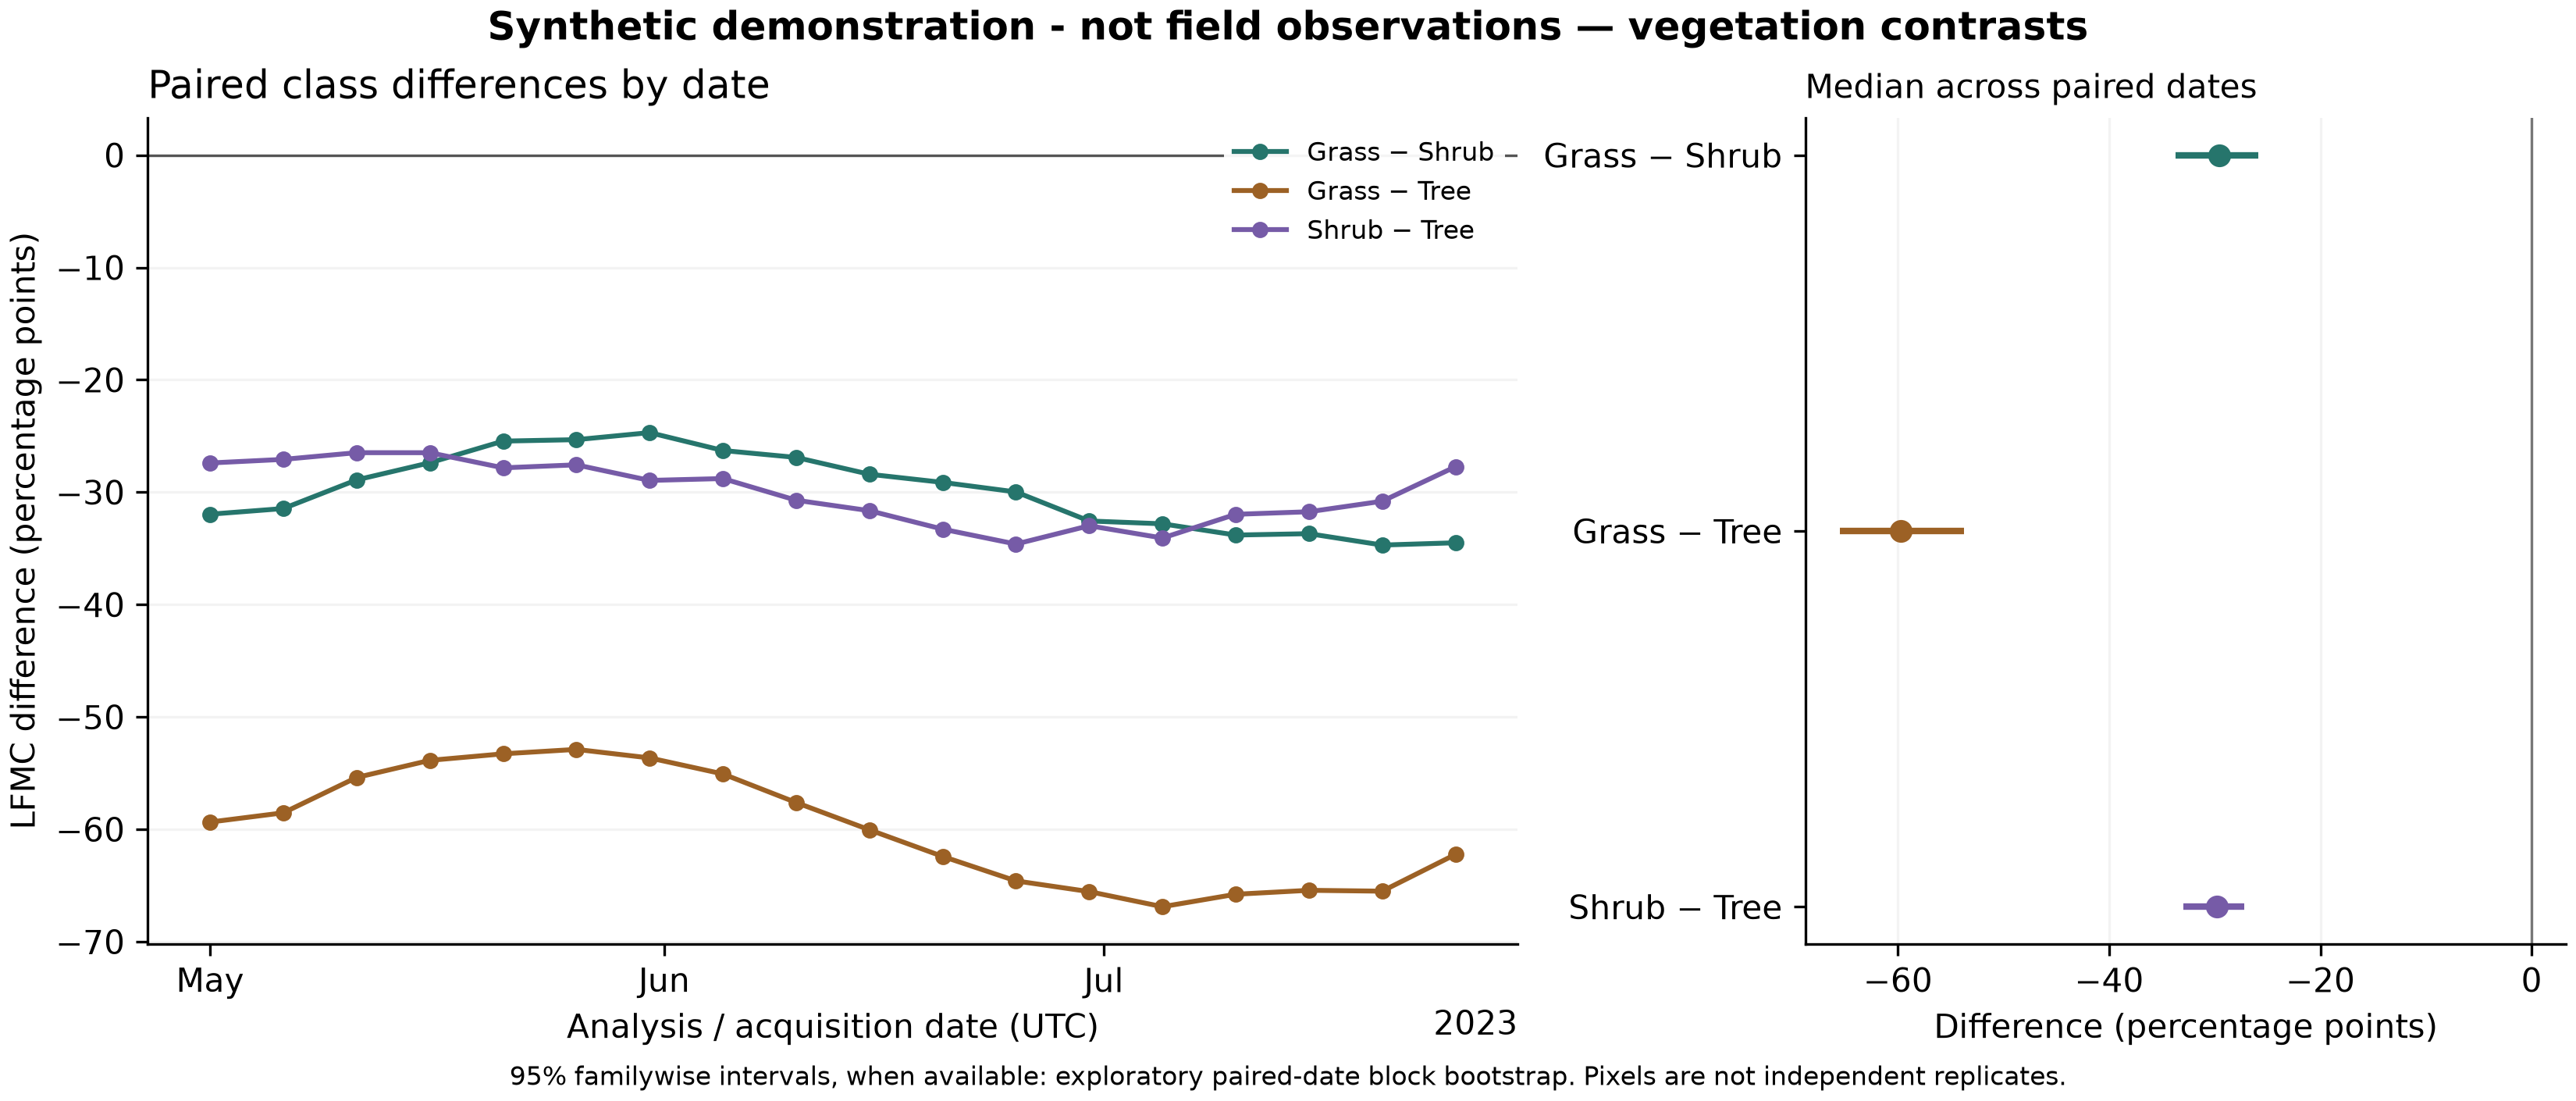 Synthetic demonstration - not field observations — vegetation contrasts
Paired class differences by date
LFMC difference (percentage points)
0
−10
−20
−30
−40
−50
−60
−70
Grass − Shrub
Grass − Tree
Shrub − Tree
May
Jun
Jul
2023
Analysis / acquisition date (UTC)
Median across paired dates
Grass − Shrub
Grass − Tree
Shrub − Tree
−60
−40
−20
0
Difference (percentage points)
95% familywise intervals, when available: exploratory paired-date block bootstrap. Pixels are not independent replicates.